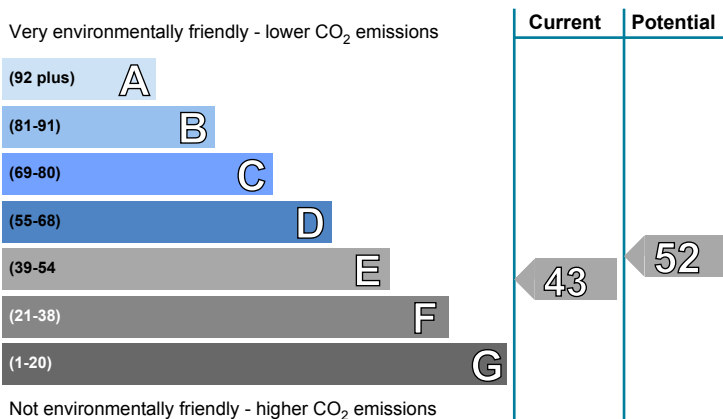 Very environmentally friendly - lower CO2 emissions
Current
Potential
(92 plus) A
(81-91) B
(69-80) C
(55-68) D
(39-54 E
(21-38) F
(1-20) G
43
52
Not environmentally friendly - higher CO2 emissions